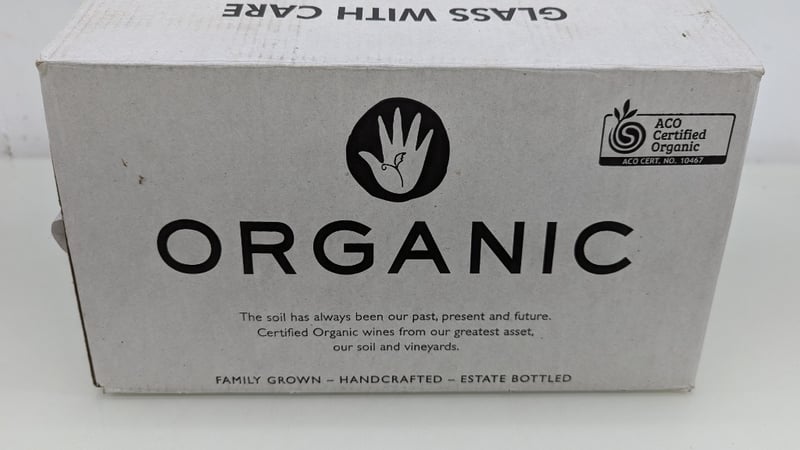 GLASS WITH CARE
ACO
Certified
Organic
ACO CERT. NO. 10467
ORGANIC
The soil has always been our past, present and future.
Certified Organic wines from our greatest asset,
our soil and vineyards.
FAMILY GROWN – HANDCRAFTED – ESTATE BOTTLED